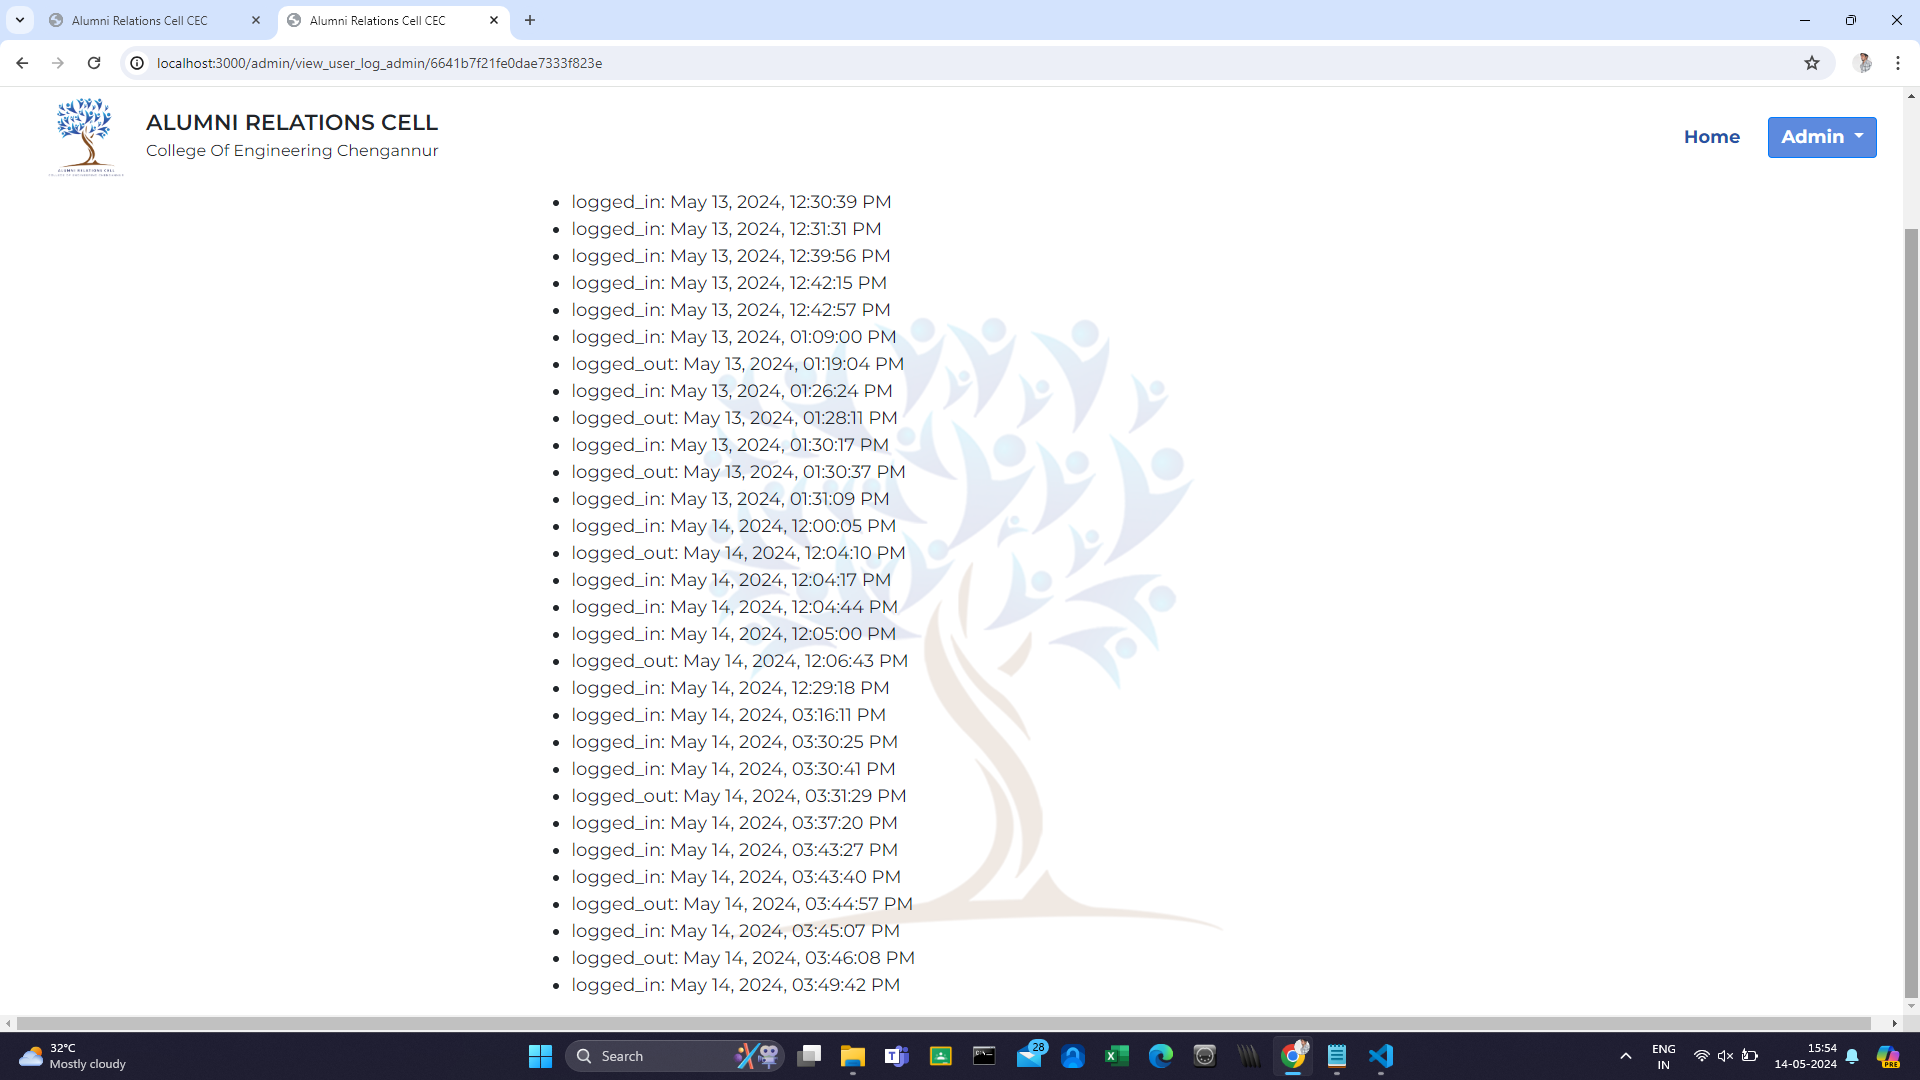 Alumni Relations Cell CEC
Alumni Relations Cell CEC
localhost:3000/admin/view_user_log_admin/6641b7f21fe0dae7333f823e
ALUMNI RELATIONS CELL
College Of Engineering Chengannur
Home
Admin
logged_in: May 13, 2024, 12:30:39 PM
logged_in: May 13, 2024, 12:31:31 PM
logged_in: May 13, 2024, 12:39:56 PM
logged_in: May 13, 2024, 12:42:15 PM
logged_in: May 13, 2024, 12:42:57 PM
logged_in: May 13, 2024, 01:09:00 PM
logged_out: May 13, 2024, 01:19:04 PM
logged_in: May 13, 2024, 01:26:24 PM
logged_out: May 13, 2024, 01:28:11 PM
logged_in: May 13, 2024, 01:30:17 PM
logged_out: May 13, 2024, 01:30:37 PM
logged_in: May 13, 2024, 01:31:09 PM
logged_in: May 14, 2024, 12:00:05 PM
logged_out: May 14, 2024, 12:04:10 PM
logged_in: May 14, 2024, 12:04:17 PM
logged_in: May 14, 2024, 12:04:44 PM
logged_in: May 14, 2024, 12:05:00 PM
logged_out: May 14, 2024, 12:06:43 PM
logged_in: May 14, 2024, 12:29:18 PM
logged_in: May 14, 2024, 03:16:11 PM
logged_in: May 14, 2024, 03:30:25 PM
logged_in: May 14, 2024, 03:30:41 PM
logged_out: May 14, 2024, 03:31:29 PM
logged_in: May 14, 2024, 03:37:20 PM
logged_in: May 14, 2024, 03:43:27 PM
logged_in: May 14, 2024, 03:43:40 PM
logged_out: May 14, 2024, 03:44:57 PM
logged_in: May 14, 2024, 03:45:07 PM
logged_out: May 14, 2024, 03:46:08 PM
logged_in: May 14, 2024, 03:49:42 PM
32°C
Mostly cloudy
Search
28
ENG
IN
15:54
14-05-2024
PRE